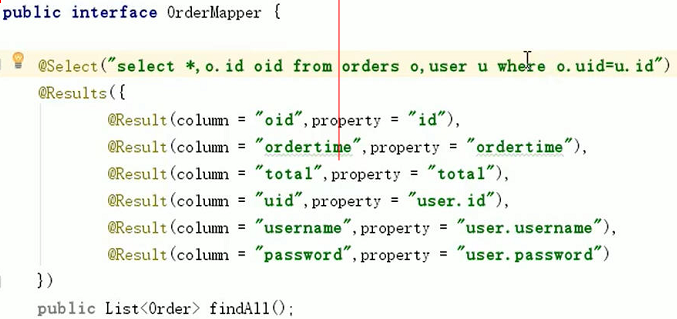 public interface OrderMapper {
@Select("select *,o.id oid from orders o,user u where o.uid=u.id")
@Results({
@Result(column = "oid",property = "id"),
@Result(column = "ordertime",property = "ordertime"),
@Result(column = "total",property = "total"),
@Result(column = "uid",property = "user.id"),
@Result(column = "username",property = "user.username"),
@Result(column = "password",property = "user.password")
})
public List<Order> findAll();